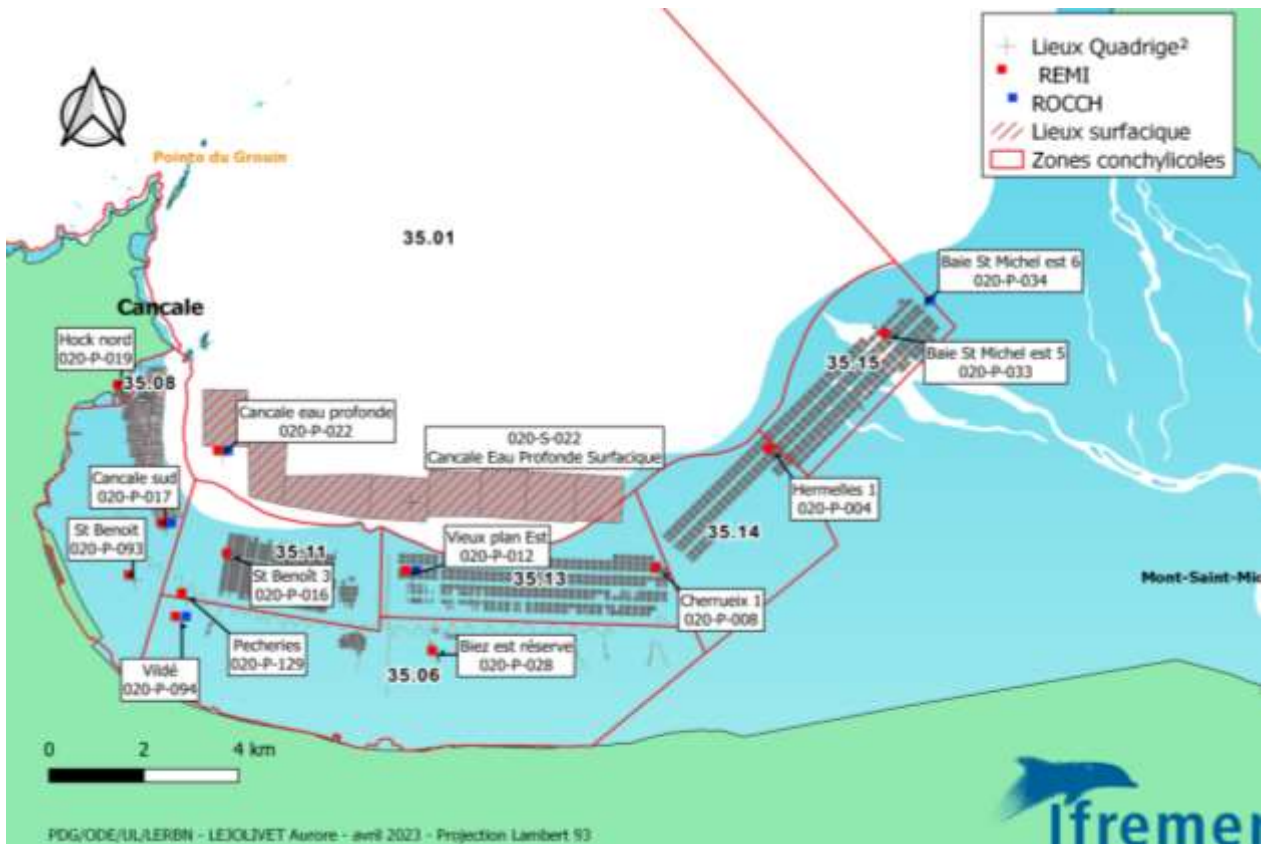 Lieux Quadrige²
REMI
ROCCH
Lieux surfacique
Zones conchylicoles
Pointe du Grouin
35.01
Cancale
Baie St Michel est 6
020-P-034
Hock nord
020-P-019
35.08
35.15
Baie St Michel est 5
020-P-033
Cancale eau profonde
020-P-022
020-S-022
Cancale Eau Profonde Surfacique
Cancale sud
020-P-017
Hermelles 1
020-P-004
St Benoit
020-P-093
35.14
Vieux plan Est
020-P-012
35.11
St Benoît 3
020-P-016
35.13
Mont-Saint-Mic
Cherrueix 1
020-P-008
Pecheries
020-P-129
Biez est réserve
020-P-028
Vildé
020-P-094
35.06
0 2 4 km
PDG/ODE/UL/LERBN - LEJOLIVET Aurore - avril 2023 - Projection Lambert 93
Ifremer